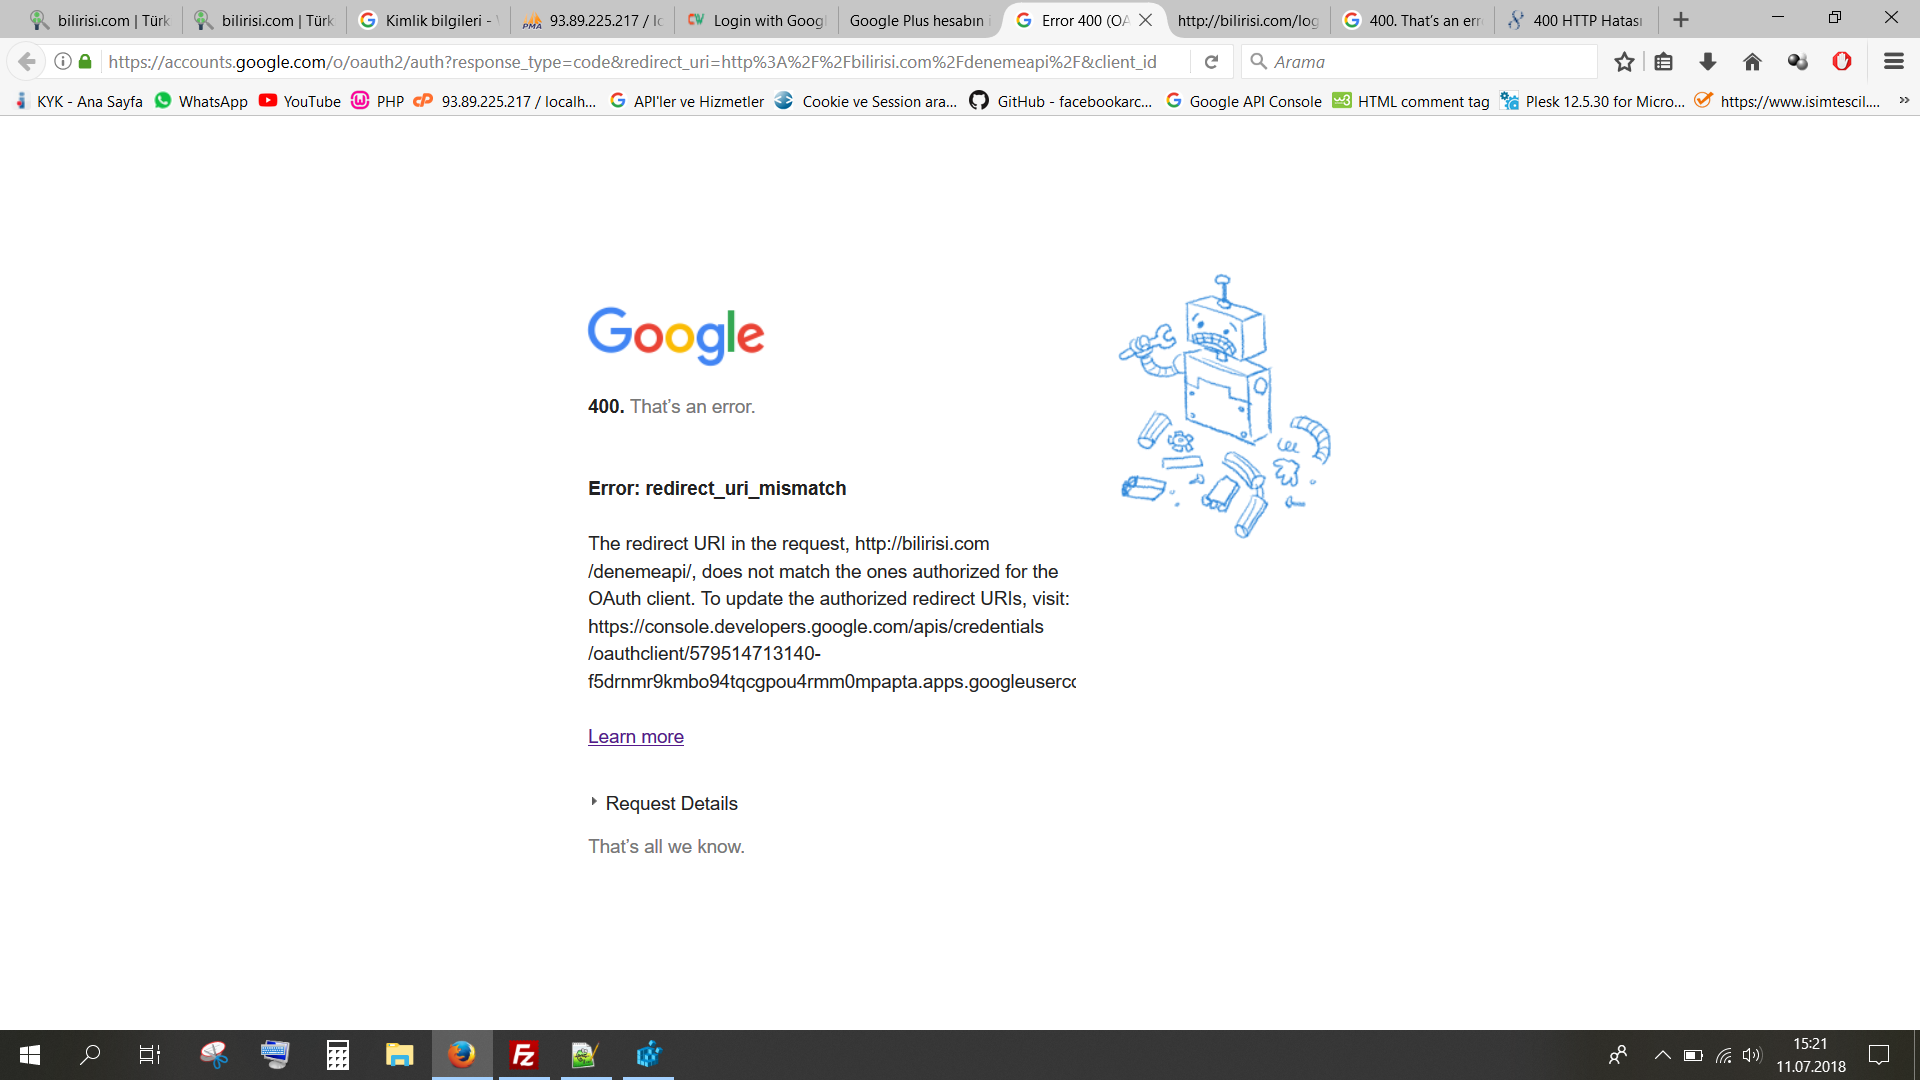 bilirisi.com | Türk
bilirisi.com | Türk
Kimlik bilgileri -
93.89.225.217 / lo
Login with Googl
Google Plus hesabın i
Error 400 (OA
http://bilirisi.com/log
400. That's an erro
400 HTTP Hatası
https://accounts.google.com/o/oauth2/auth?response_type=code&redirect_uri=http%3A%2F%2Fbilirisi.com%2Fdenemeapi%2F&client_id
Arama
KYK - Ana Sayfa
WhatsApp
YouTube
PHP
93.89.225.217 / localh...
API'ler ve Hizmetler
Cookie ve Session ara...
GitHub - facebookarc...
Google API Console
HTML comment tag
Plesk 12.5.30 for Micro...
https://www.isimtescil....
Google
400. That’s an error.
Error: redirect_uri_mismatch
The redirect URI in the request, http://bilirisi.com
/denemeapi/, does not match the ones authorized for the
OAuth client. To update the authorized redirect URIs, visit:
https://console.developers.google.com/apis/credentials
/oauthclient/579514713140-
f5drnmr9kmbo94tqcgpou4rmm0mpapta.apps.googleuserco
Learn more
Request Details
That’s all we know.
15:21
11.07.2018